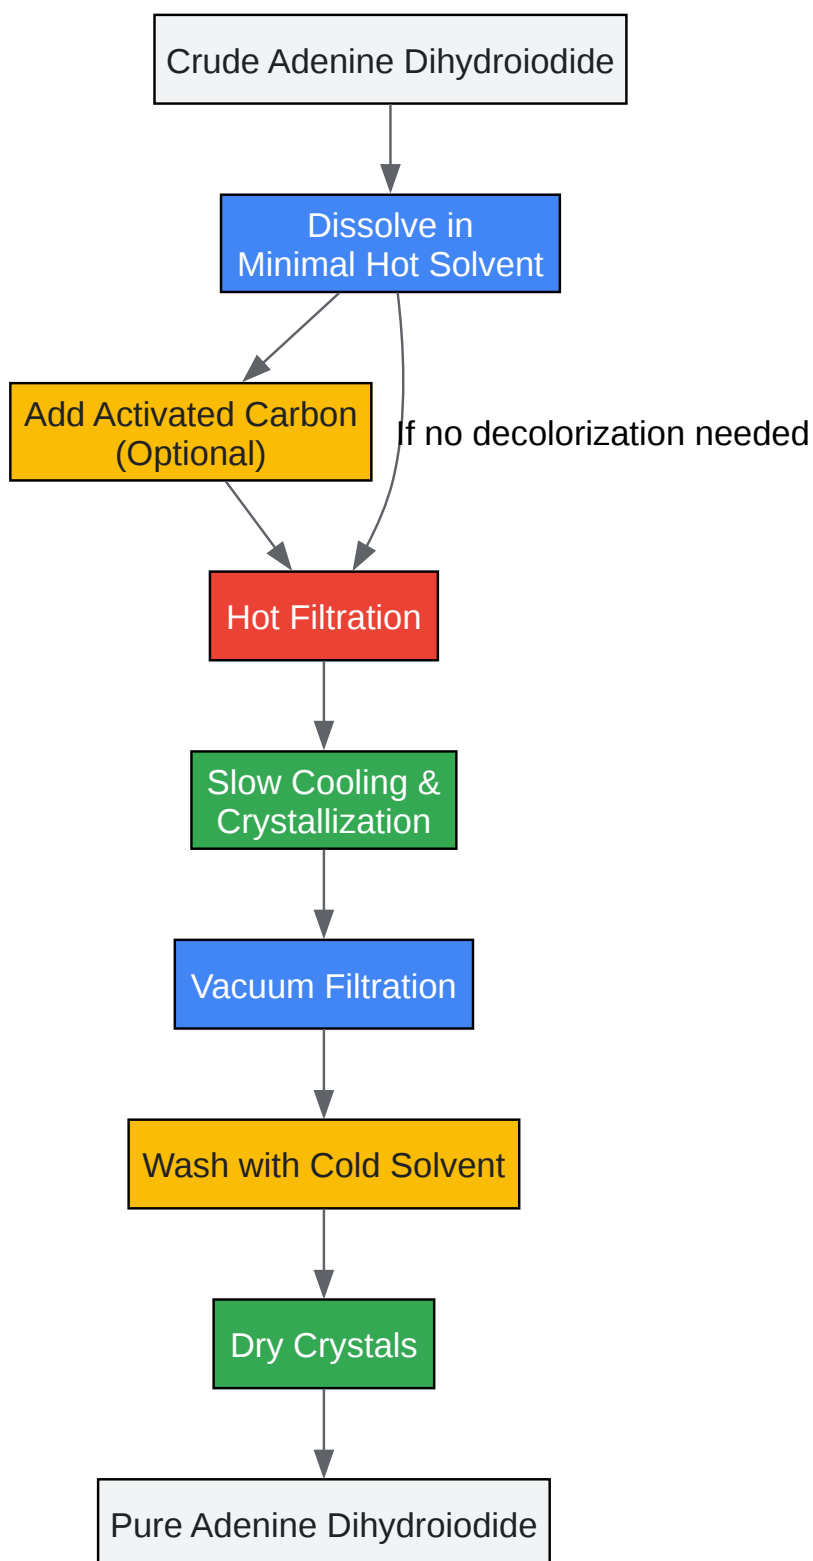 Crude Adenine Dihydroiodide
Dissolve in
Minimal Hot Solvent
Add Activated Carbon
(Optional)
If no decolorization needed
Hot Filtration
Slow Cooling &
Crystallization
Vacuum Filtration
Wash with Cold Solvent
Dry Crystals
Pure Adenine Dihydroiodide